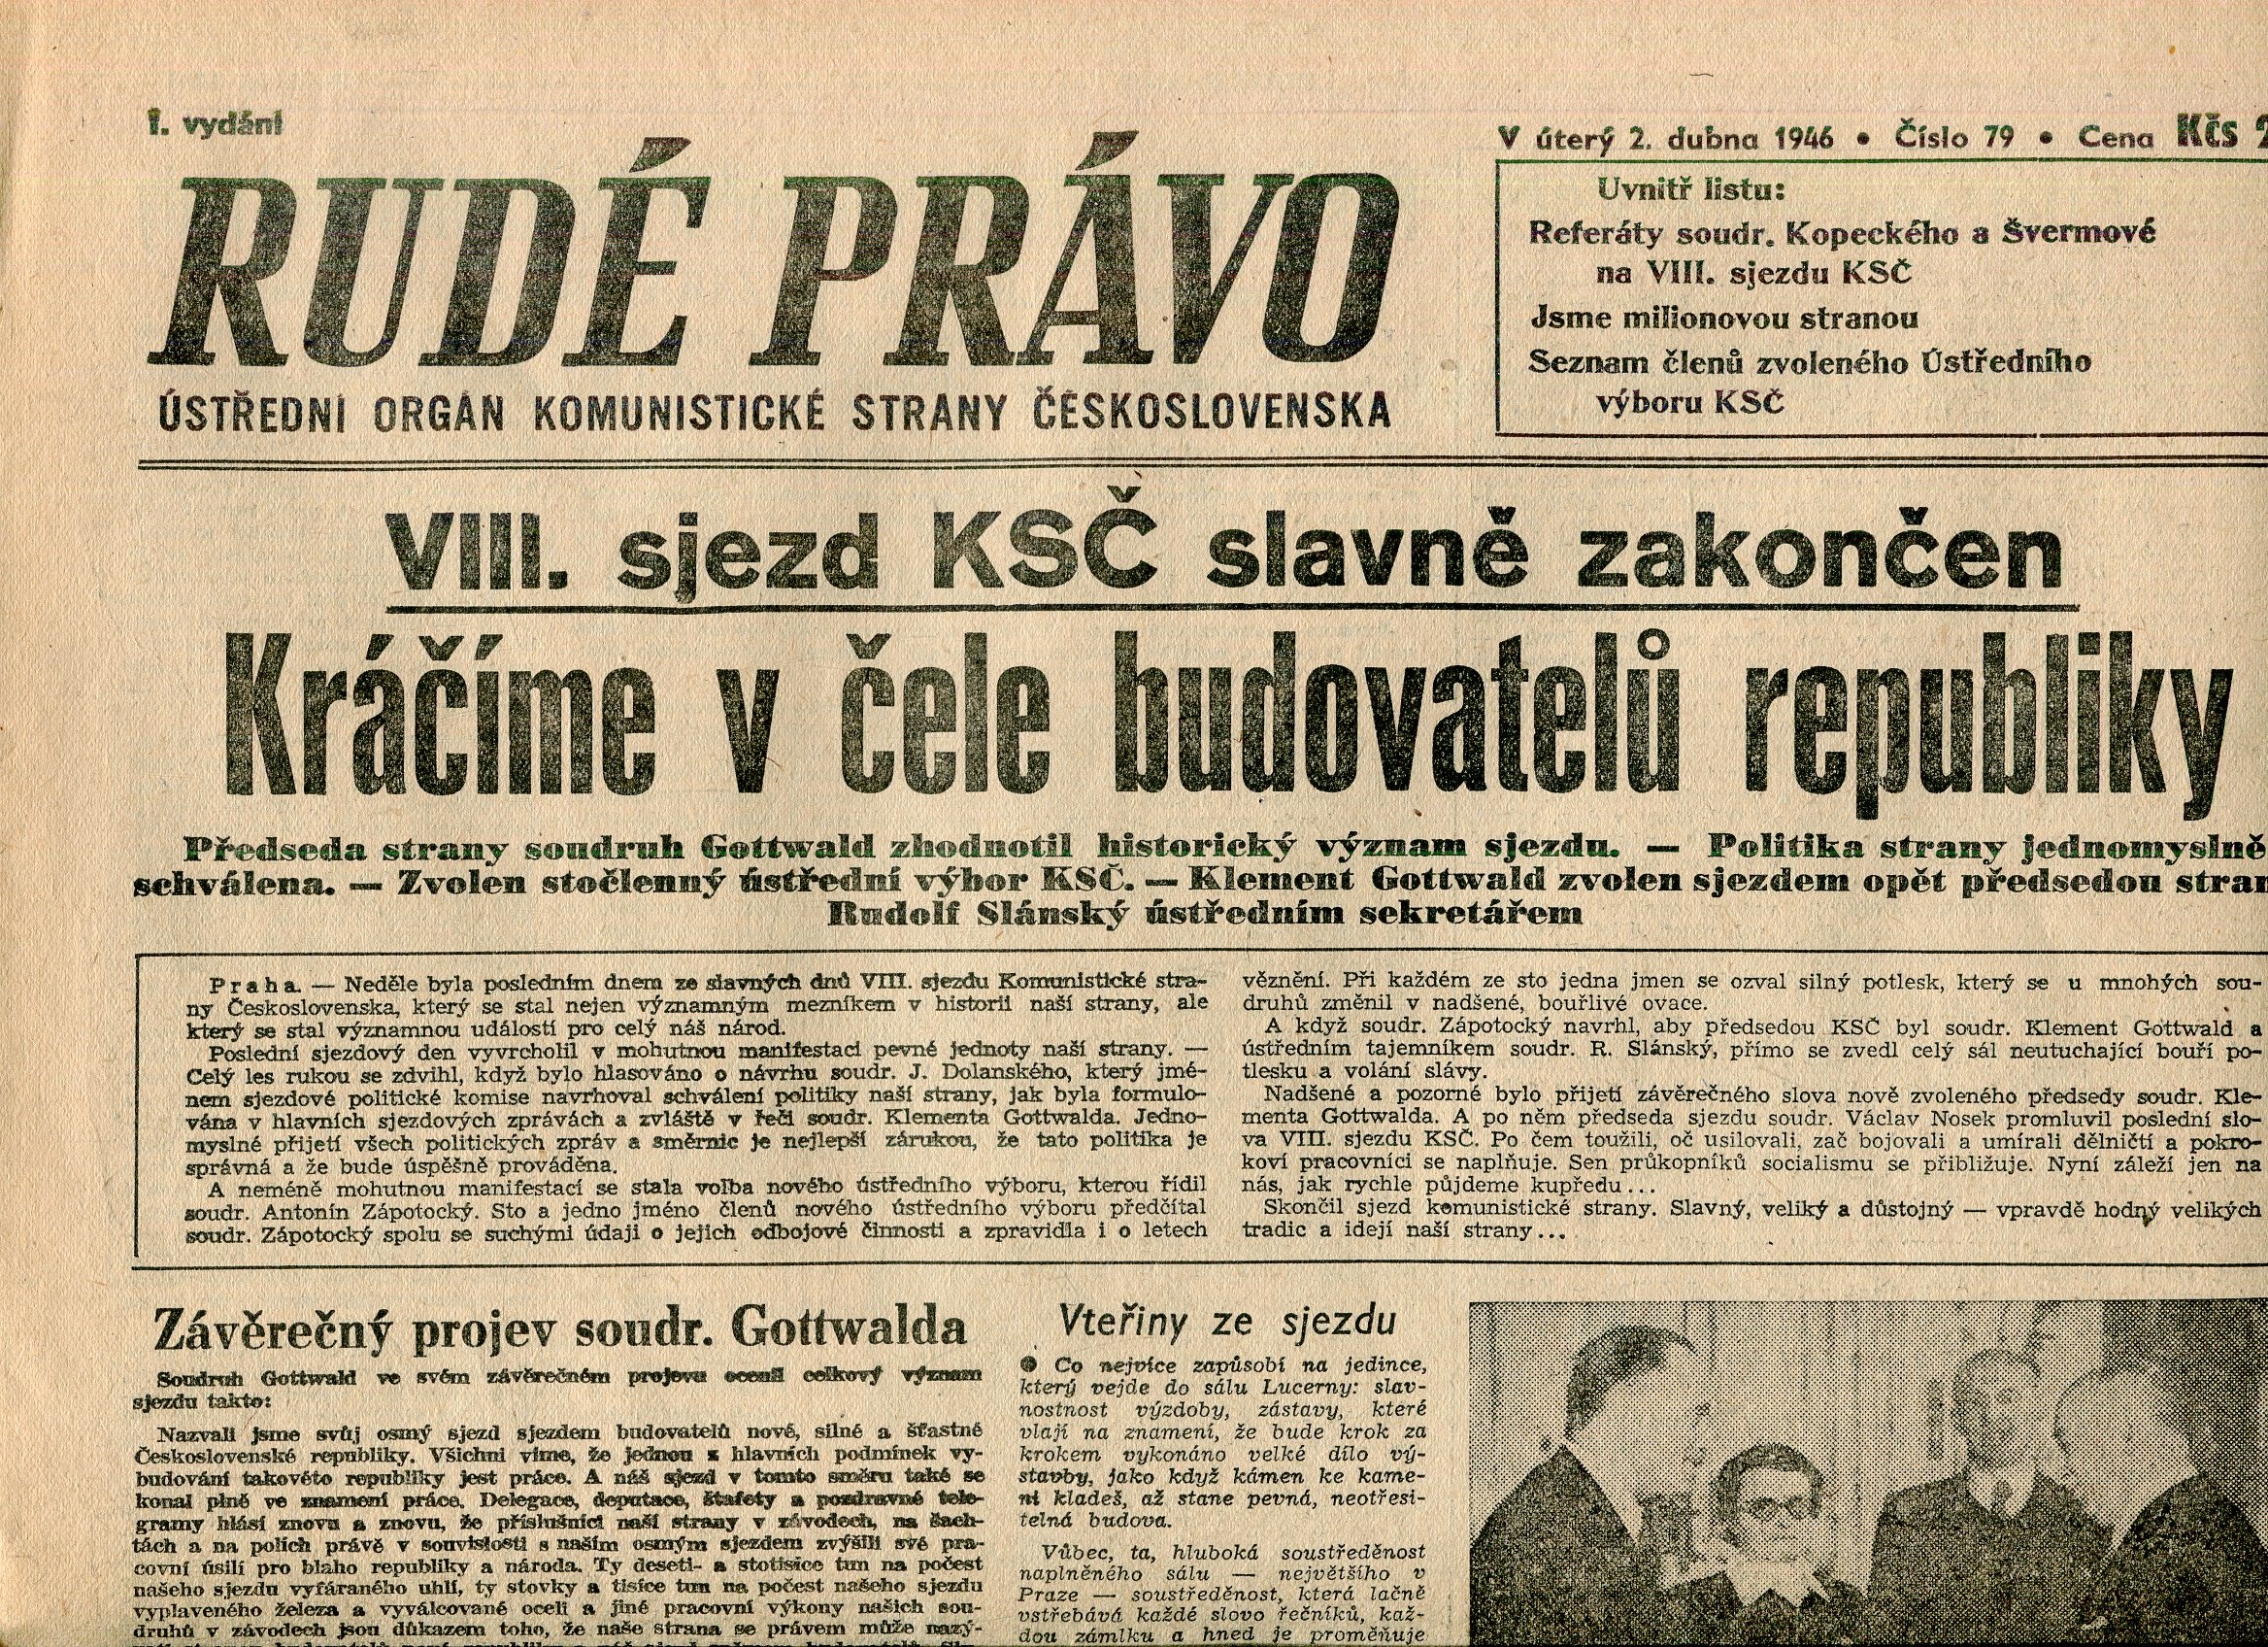 1. vydání
RUDÉ PRÁVO
ÚSTŘEDNÍ ORGÁN KOMUNISTICKÉ STRANY ČESKOSLOVENSKA
V úterý 2. dubna 1946 • Číslo 79 • Cena Kčs 2
Uvnitř listu:
Referáty soudr. Kopeckého a Švermové
na VIII. sjezdu KSČ
Jsme milionovou stranou
Seznam členů zvoleného Ústředního
výboru KSČ
VIII. sjezd KSČ slavně zakončen
Kráčíme v čele budovatelů republiky
Předseda strany soudruh Gottwald zhodnotil historický význam sjezdu. — Politika strany jednomyslně
schválena. — Zvolen stočlenný ústřední výbor KSČ. — Klement Gottwald zvolen sjezdem opět předsedou stran
Rudolf Slánský ústředním sekretářem
Praha. — Neděle byla posledním dnem ze slavných dnů VIII. sjezdu Komunistické stra-
ny Československa, který se stal nejen významným mezníkem v historii naší strany, ale
který se stal významnou událostí pro celý náš národ.
Poslední sjezdový den vyvrcholil v mohutnou manifestaci pevné jednoty naší strany. —
Celý les rukou se zdvihl, když bylo hlasováno o návrhu soudr. J. Dolanského, který jmé-
nem sjezdové politické komise navrhoval schválení politiky naší strany, jak byla formulo-
vána v hlavních sjezdových zprávách a zvláště v řeči soudr. Klementa Gottwalda. Jedno-
myslné přijetí všech politických zpráv a směrnic je nejlepší zárukou, že tato politika je
správná a že bude úspěšně prováděna.
A neméně mohutnou manifestací se stala volba nového ústředního výboru, kterou řídil
soudr. Antonín Zápotocký. Sto a jedno jméno členů nového ústředního výboru předčítal
soudr. Zápotocký spolu se suchými údaji o jejich odbojové činnosti a zpravidla i o letech
věznění. Při každém ze sto jedna jmen se ozval silný potlesk, který se u mnohých sou-
druhů změnil v nadšené, bouřlivé ovace.
A když soudr. Zápotocký navrhl, aby předsedou KSČ byl soudr. Klement Gottwald a
ústředním tajemníkem soudr. R. Slánský, přímo se zvedl celý sál neutuchající bouří po-
tlesku a volání slávy.
Nadšené a pozorné bylo přijetí závěrečného slova nově zvoleného předsedy soudr. Kle-
menta Gottwalda. A po něm předseda sjezdu soudr. Václav Nosek promluvil poslední slo-
va VIII. sjezdu KSČ. Po čem toužili, oč usilovali, zač bojovali a umírali dělničtí a pokro-
koví pracovníci se naplňuje. Sen průkopníků socialismu se přibližuje. Nyní záleží jen na
nás, jak rychle půjdeme kupředu...
Skončil sjezd komunistické strany. Slavný, veliký a důstojný — vpravdě hodný velikých
tradic a idejí naší strany...
Závěrečný projev soudr. Gottwalda
Soudruh Gottwald ve svém závěrečném projevu ocenil celkový význam
sjezdu takto:
Nazvali jsme svůj osmý sjezd sjezdem budovatelů nové, silné a šťastné
Československé republiky. Všichni víme, že jednou z hlavních podmínek vy-
budování takovéto republiky jest práce. A náš sjezd v tomto směru také se
konal plně ve znamení práce. Delegace, deputace, štafety a pozdravné tele-
gramy hlásí znovu a znovu, že příslušníci naší strany v závodech, na šach-
tách a na polích právě v souvislosti s naším osmým sjezdem zvýšili své pra-
covní úsilí pro blaho republiky a národa. Ty deseti- a stotisíce tun na počest
našeho sjezdu vyfáraného uhlí, ty stovky a tisíce tun na počest našeho sjezdu
vyplaveného železa a vyválcované oceli a jiné pracovní výkony našich sou-
druhů v závodech jsou důkazem toho, že naše strana se právem může nazý-
Vteřiny ze sjezdu
● Co nejvíce zapůsobí na jedince,
který vejde do sálu Lucerny: slav-
nostnost výzdoby, zástavy, které
vlají na znamení, že bude krok za
krokem vykonáno velké dílo vý-
stavby, jako když kámen ke kame-
ni kladeš, až stane pevná, neotřesi-
telná budova.
Vůbec, ta, hluboká soustředěnost
naplněného sálu — největšího v
Praze — soustředěnost, která lačně
vstřebává každé slovo řečníků, kaž-
dou zámlku a hned je proměňuje